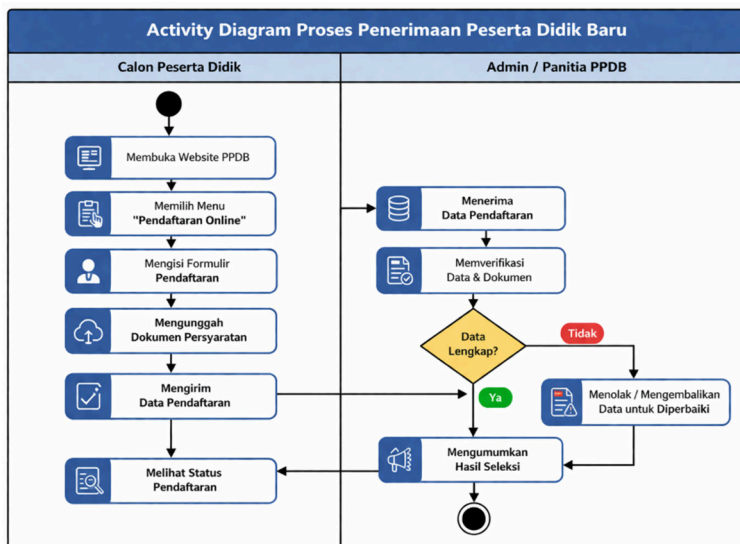 Activity Diagram Proses Penerimaan Peserta Didik Baru
Calon Peserta Didik
Admin / Panitia PPDB
Membuka Website PPDB
Memilih Menu
"Pendaftaran Online"
Mengisi Formulir
Pendaftaran
Mengunggah
Dokumen Persyaratan
Mengirim
Data Pendaftaran
Melihat Status
Pendaftaran
Menerima
Data Pendaftaran
Memverifikasi
Data & Dokumen
Data
Lengkap?
Tidak
Ya
Menolak / Mengembalikan
Data untuk Diperbaiki
Mengumumkan
Hasil Seleksi